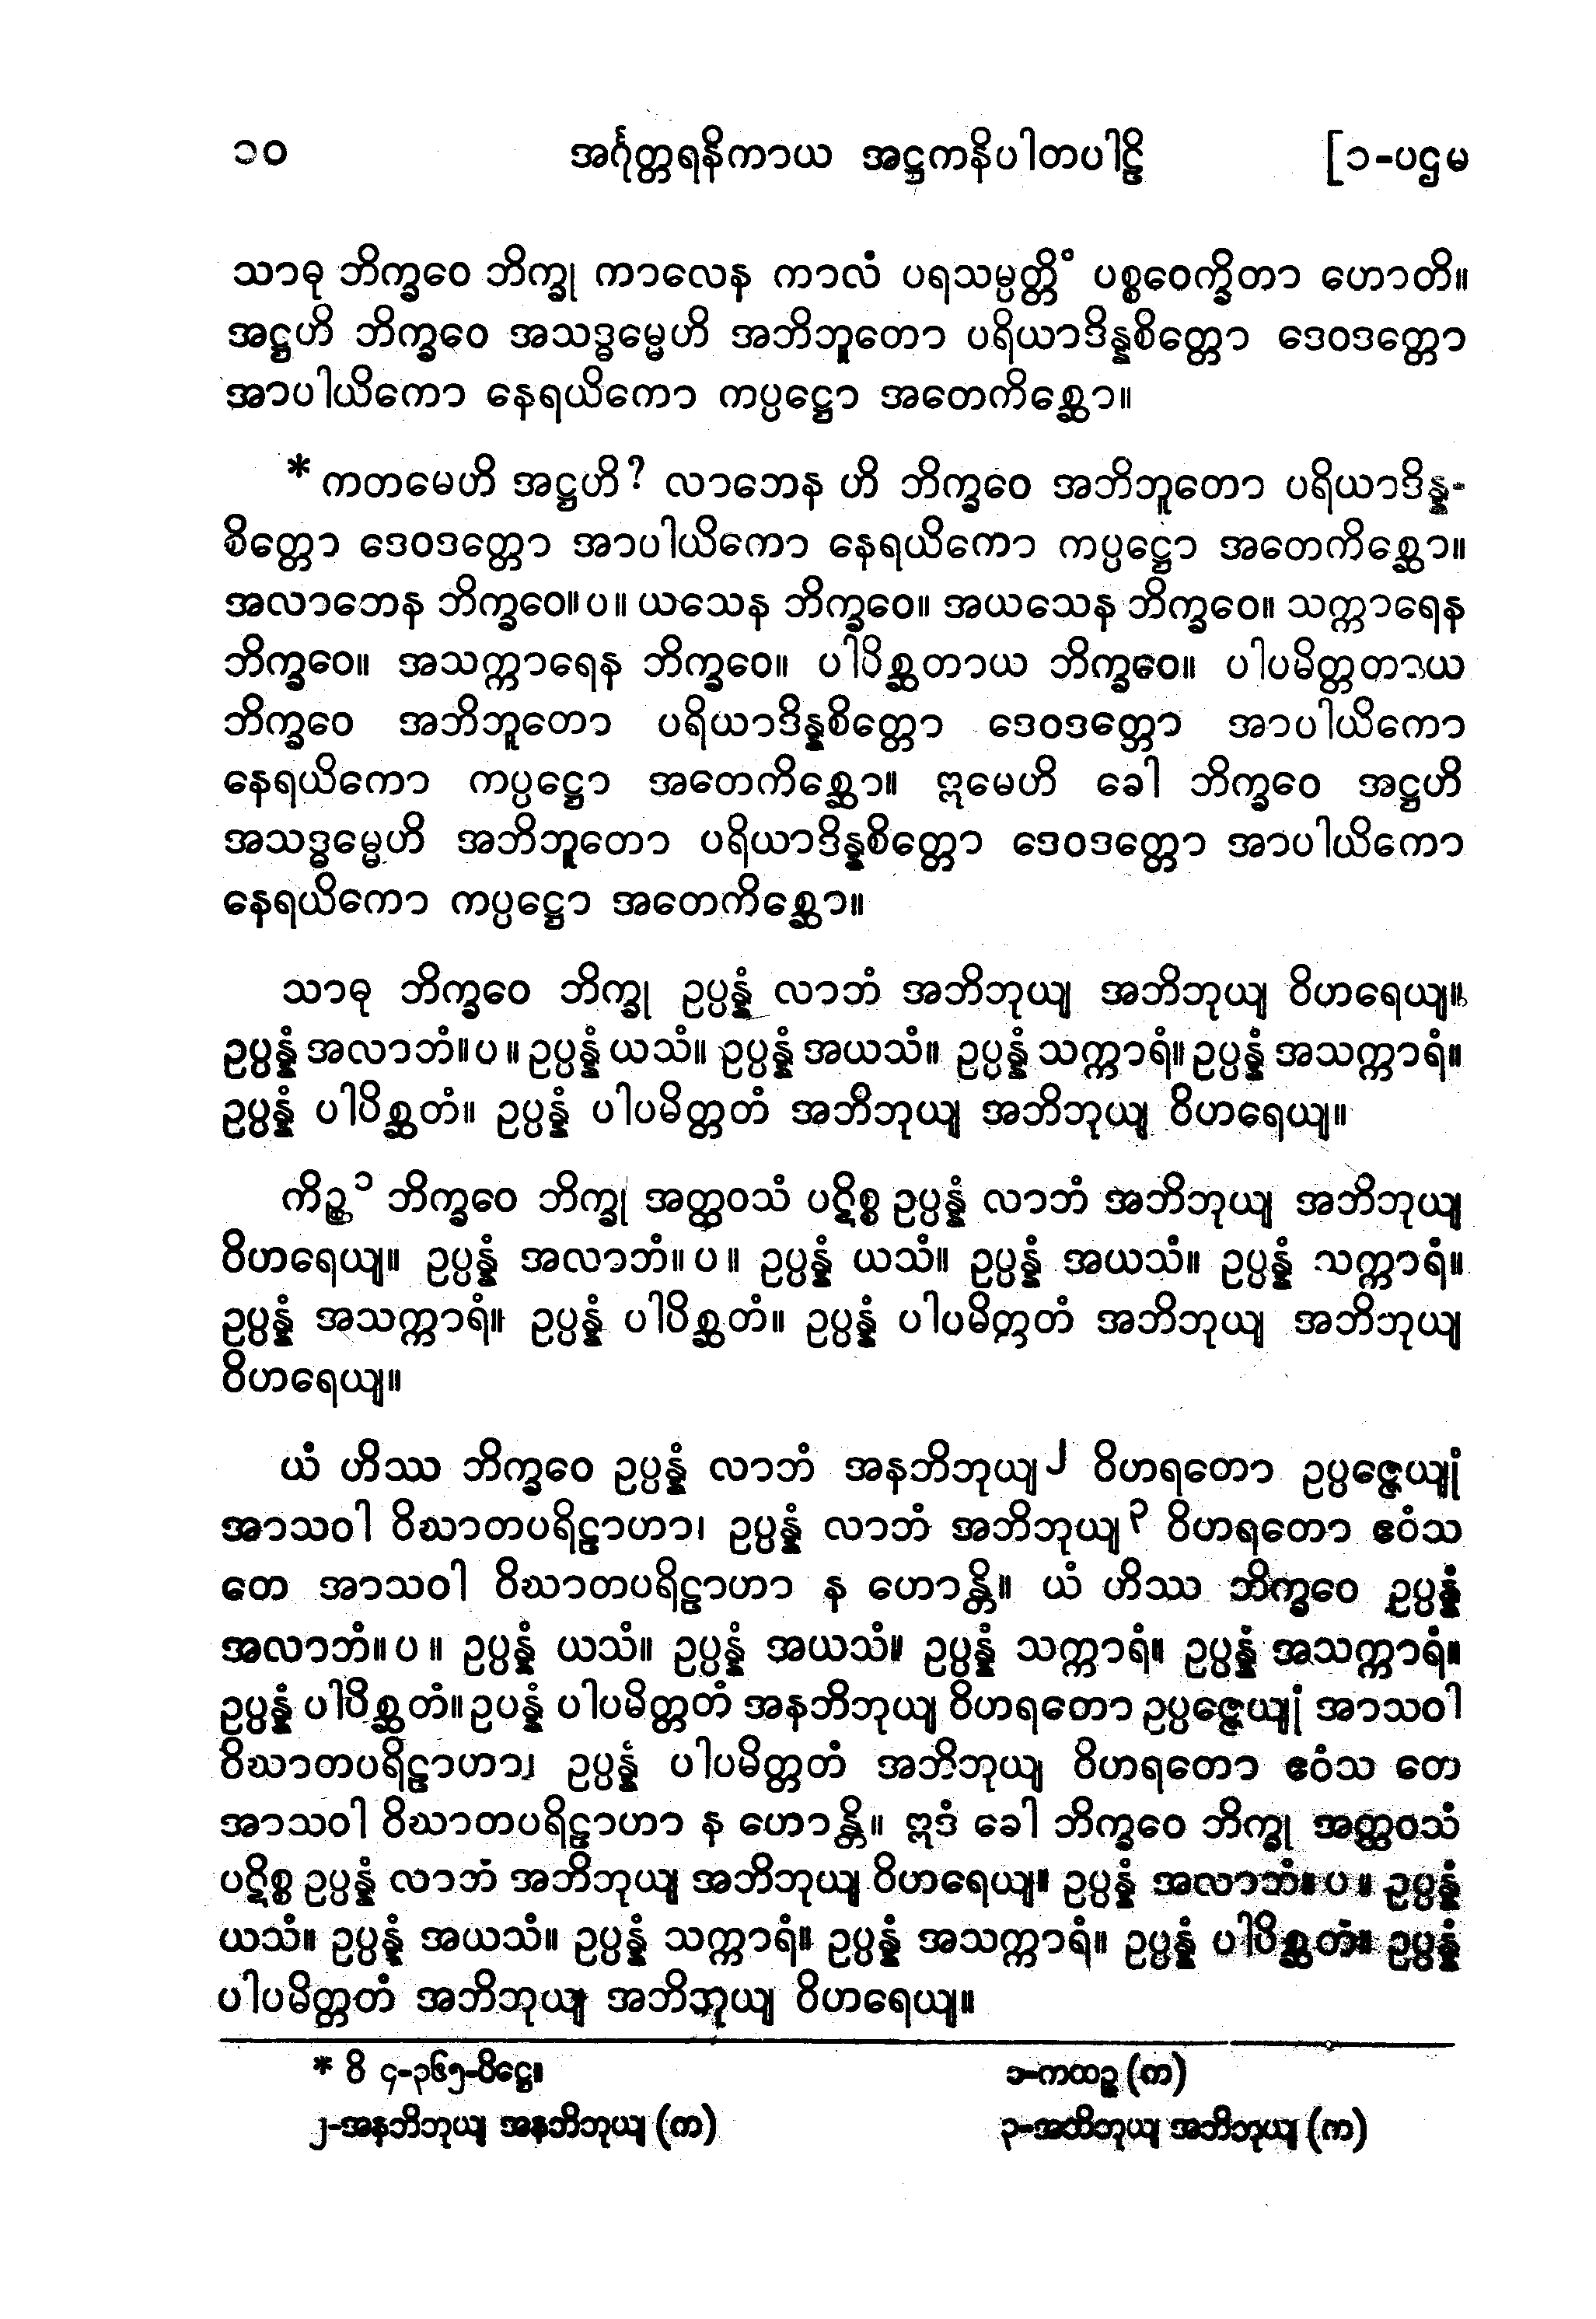 ၁၀ အင်္ဂုတ္တရနိကာယ အဋ္ဌကနိပါတပါဠိ [၁-ပဌမ
သာဓု ဘိက္ခဝေ ဘိက္ခု ကာလေန ကာလံ ပရသမ္ပတ္တိံ ပစ္စဝေက္ခိတာ ဟောတိ။
အဋ္ဌဟိ ဘိက္ခဝေ အသဒ္ဓမ္မေဟိ အဘိဘူတော ပရိယာဒိန္နစိတ္တော ဒေဝဒတ္တော
အာပါယိကော နေရယိကော ကပ္ပဋ္ဌော အတေကိစ္ဆော။
* ကတမေဟိ အဋ္ဌဟိ? လာဘေန ဟိ ဘိက္ခဝေ အဘိဘူတော ပရိယာဒိန္န-
စိတ္တော ဒေဝဒတ္တော အာပါယိကော နေရယိကော ကပ္ပဋ္ဌော အတေကိစ္ဆော။
အလာဘေန ဘိက္ခဝေ။ပ။ ယသေန ဘိက္ခဝေ။ အယသေန ဘိက္ခဝေ။ သက္ကာရေန
ဘိက္ခဝေ။ အသက္ကာရေန ဘိက္ခဝေ။ ပါပိစ္ဆတာယ ဘိက္ခဝေ။ ပါပမိတ္တတာယ
ဘိက္ခဝေ အဘိဘူတော ပရိယာဒိန္နစိတ္တော ဒေဝဒတ္တော အာပါယိကော
နေရယိကော ကပ္ပဋ္ဌော အတေကိစ္ဆော။ ဣမေဟိ ခေါ ဘိက္ခဝေ အဋ္ဌဟိ
အသဒ္ဓမ္မေဟိ အဘိဘူတော ပရိယာဒိန္နစိတ္တော ဒေဝဒတ္တော အာပါယိကော
နေရယိကော ကပ္ပဋ္ဌော အတေကိစ္ဆော။
သာဓု ဘိက္ခဝေ ဘိက္ခု ဥပ္ပန္နံ လာဘံ အဘိဘုယျ အဘိဘုယျ ဝိဟရေယျ။
ဥပ္ပန္နံ အလာဘံ။ပ။ ဥပ္ပန္နံ ယသံ။ ဥပ္ပန္နံ အယသံ။ ဥပ္ပန္နံ သက္ကာရံ။ ဥပ္ပန္နံ အသက္ကာရံ။
ဥပ္ပန္နံ ပါပိစ္ဆတံ။ ဥပ္ပန္နံ ပါပမိတ္တတံ အဘိဘုယျ အဘိဘုယျ ဝိဟရေယျ။
ကိဉ္စ၁ ဘိက္ခဝေ ဘိက္ခု အတ္ထဝသံ ပဋိစ္စ ဥပ္ပန္နံ လာဘံ အဘိဘုယျ အဘိဘုယျ
ဝိဟရေယျ။ ဥပ္ပန္နံ အလာဘံ။ပ။ ဥပ္ပန္နံ ယသံ။ ဥပ္ပန္နံ အယသံ။ ဥပ္ပန္နံ သက္ကာရံ။
ဥပ္ပန္နံ အသက္ကာရံ။ ဥပ္ပန္နံ ပါပိစ္ဆတံ။ ဥပ္ပန္နံ ပါပမိတ္တတံ အဘိဘုယျ အဘိဘုယျ
ဝိဟရေယျ။
ယံ ဟိဿ ဘိက္ခဝေ ဥပ္ပန္နံ လာဘံ အနဘိဘုယျ၂ ဝိဟရတော ဥပ္ပဇ္ဇေယျုံ
အာသဝါ ဝိဃာတပရိဠာဟာ၊ ဥပ္ပန္နံ လာဘံ အဘိဘုယျ၃ ဝိဟရတော ဧဝံသ
တေ အာသဝါ ဝိဃာတပရိဠာဟာ န ဟောန္တိ။ ယံ ဟိဿ ဘိက္ခဝေ ဥပ္ပန္နံ
အလာဘံ။ပ။ ဥပ္ပန္နံ ယသံ။ ဥပ္ပန္နံ အယသံ။ ဥပ္ပန္နံ သက္ကာရံ။ ဥပ္ပန္နံ အသက္ကာရံ။
ဥပ္ပန္နံ ပါပိစ္ဆတံ။ ဥပန္နံ ပါပမိတ္တတံ အနဘိဘုယျ ဝိဟရတော ဥပ္ပဇ္ဇေယျုံ အာသဝါ
ဝိဃာတပရိဠာဟာ၊ ဥပ္ပန္နံ ပါပမိတ္တတံ အဘိဘုယျ ဝိဟရတော ဧဝံသ တေ
အာသဝါ ဝိဃာတပရိဠာဟာ န ဟောန္တိ။ ဣဒံ ခေါ ဘိက္ခဝေ ဘိက္ခု အတ္ထဝသံ
ပဋိစ္စ ဥပ္ပန္နံ လာဘံ အဘိဘုယျ အဘိဘုယျ ဝိဟရေယျ။ ဥပ္ပန္နံ အလာဘံ။ပ။ ဥပ္ပန္နံ
ယသံ။ ဥပ္ပန္နံ အယသံ။ ဥပ္ပန္နံ သက္ကာရံ။ ဥပ္ပန္နံ အသက္ကာရံ။ ဥပ္ပန္နံ ပါပိစ္ဆတံ။ ဥပ္ပန္နံ
ပါပမိတ္တတံ အဘိဘုယျ အဘိဘုယျ ဝိဟရေယျ။
* ဝိ ၄-၃၆၅-ပိဋ္ဌေ။ ၁-ကထဉ္စ (က)
၂-အနဘိဘုယျ အနဘိဘုယျ (က) ၃-အဘိဘုယျ အဘိဘုယျ (က)